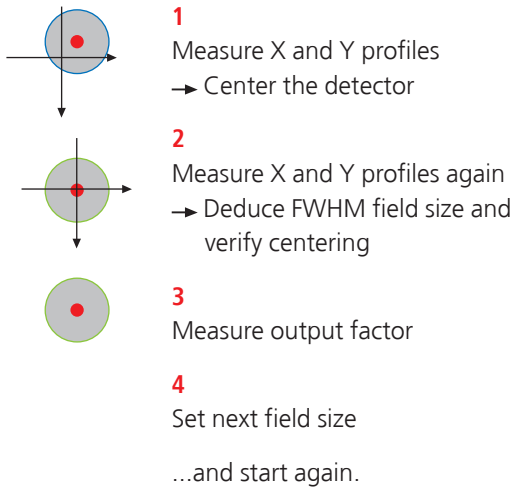 1
Measure X and Y profiles
→ Center the detector
2
Measure X and Y profiles again
→ Deduce FWHM field size and
verify centering
3
Measure output factor
4
Set next field size
...and start again.